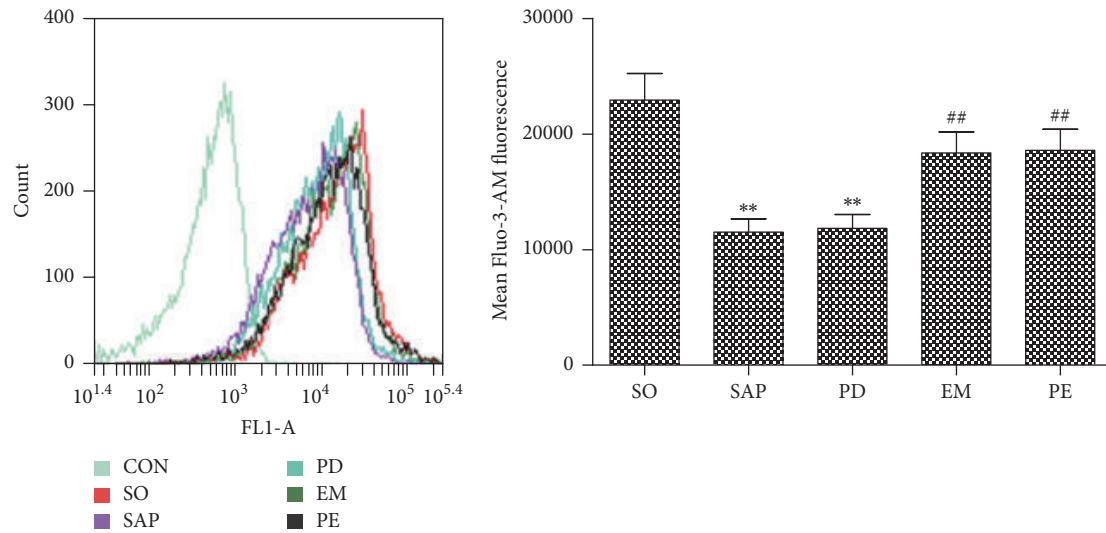 400
300
200
100
0
Count
10^1.4 10^2 10^3 10^4 10^5 10^5.4
FL1-A
CON PD
SO EM
SAP PE
30000
20000
10000
0
Mean Fluo-3-AM fluorescence
** ** ## ##
SO SAP PD EM PE